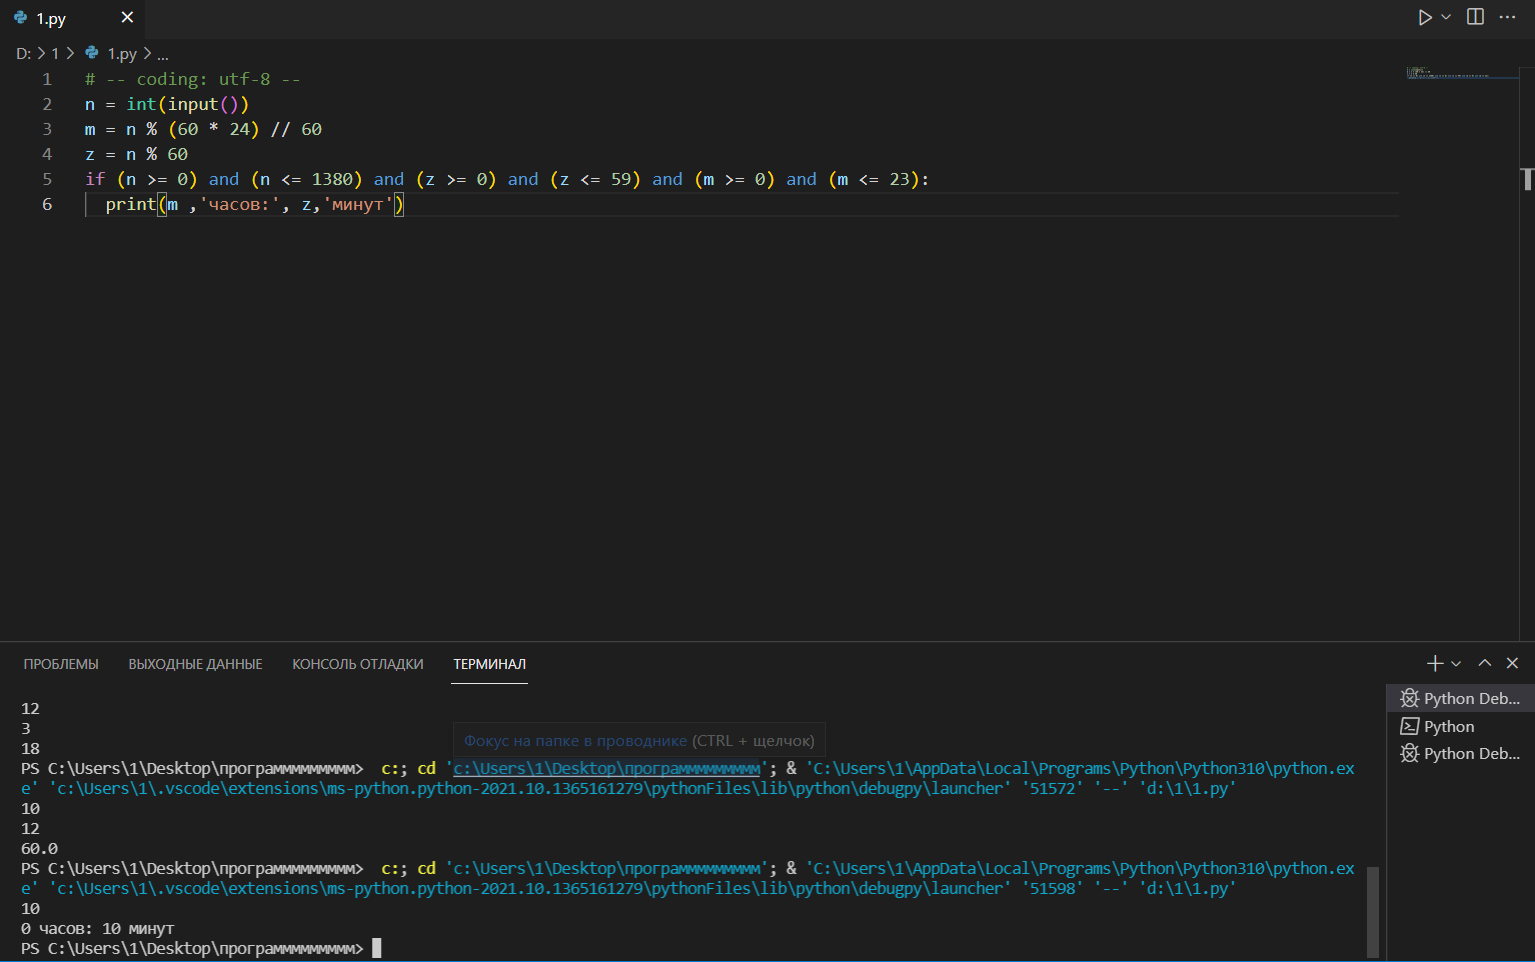 1.py
D: > 1 > 1.py > ...
1 # -- coding: utf-8 --
2 n = int(input())
3 m = n % (60 * 24) // 60
4 z = n % 60
5 if (n >= 0) and (n <= 1380) and (z >= 0) and (z <= 59) and (m >= 0) and (m <= 23):
6 print(m ,'часов:', z,'минут')
ПРОБЛЕМЫ ВЫХОДНЫЕ ДАННЫЕ КОНСОЛЬ ОТЛАДКИ ТЕРМИНАЛ
Python Deb...
Python
Python Deb...
12
3
Фокус на папке в проводнике (CTRL + щелчок)
18
PS C:\Users\1\Desktop\программмммммммм> c:; cd 'c:\Users\1\Desktop\программмммммммм'; & 'C:\Users\1\AppData\Local\Programs\Python\Python310\python.ex
e' 'c:\Users\1\.vscode\extensions\ms-python.python-2021.10.1365161279\pythonFiles\lib\python\debugpy\launcher' '51572' '--' 'd:\1\1.py'
10
12
60.0
PS C:\Users\1\Desktop\программмммммммм> c:; cd 'c:\Users\1\Desktop\программмммммммм'; & 'C:\Users\1\AppData\Local\Programs\Python\Python310\python.ex
e' 'c:\Users\1\.vscode\extensions\ms-python.python-2021.10.1365161279\pythonFiles\lib\python\debugpy\launcher' '51598' '--' 'd:\1\1.py'
10
0 часов: 10 минут
PS C:\Users\1\Desktop\программмммммммм>